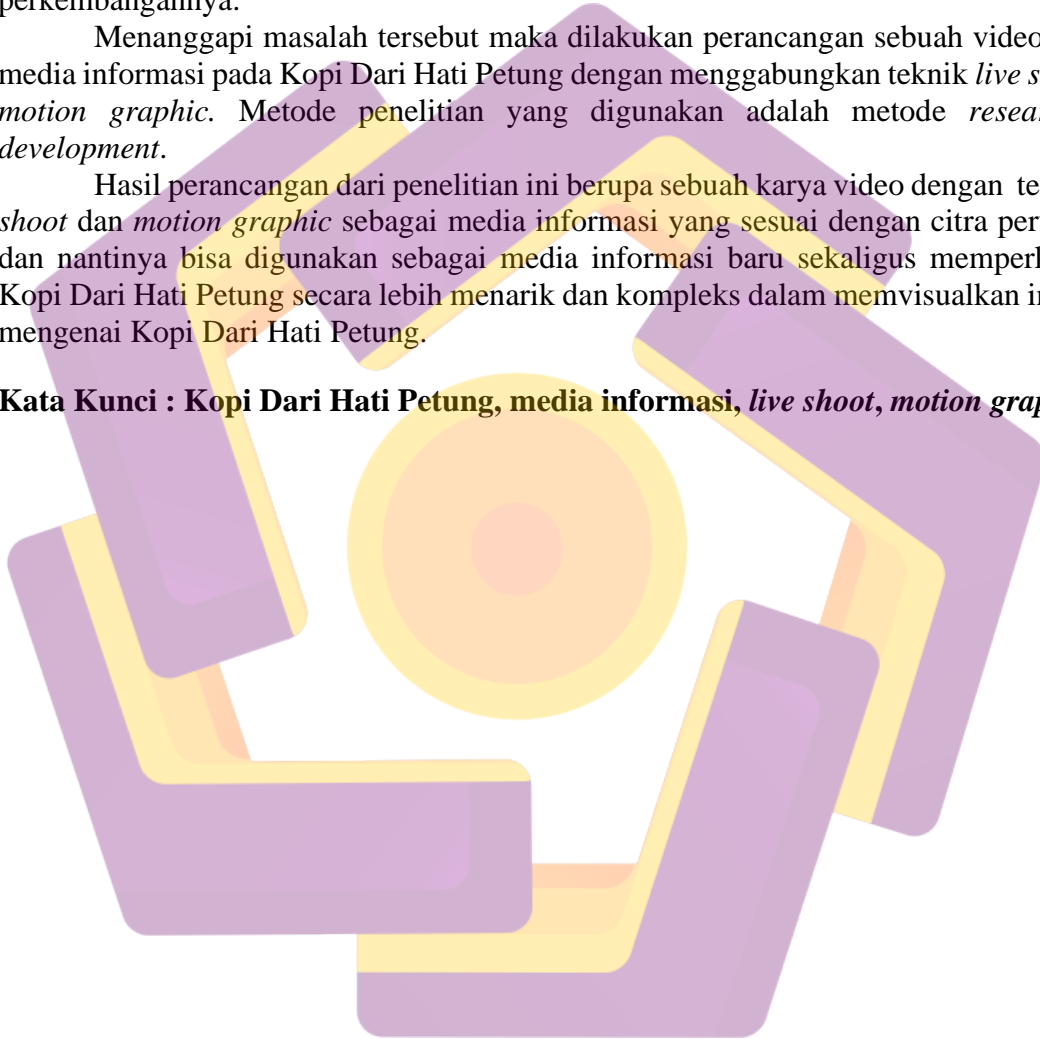 perkembangannya.
Menanggapi masalah tersebut maka dilakukan perancangan sebuah video
media informasi pada Kopi Dari Hati Petung dengan menggabungkan teknik live
motion graphic. Metode penelitian yang digunakan adalah metode
development.
Hasil perancangan dari penelitian ini berupa sebuah karya video dengan
shoot dan motion graphic sebagai media informasi yang sesuai dengan citra
dan nantinya bisa digunakan sebagai media informasi baru sekaligus
Kopi Dari Hati Petung secara lebih menarik dan kompleks dalam memvisualkan
mengenai Kopi Dari Hati Petung.
Kata Kunci : Kopi Dari Hati Petung, media informasi, live shoot, motion